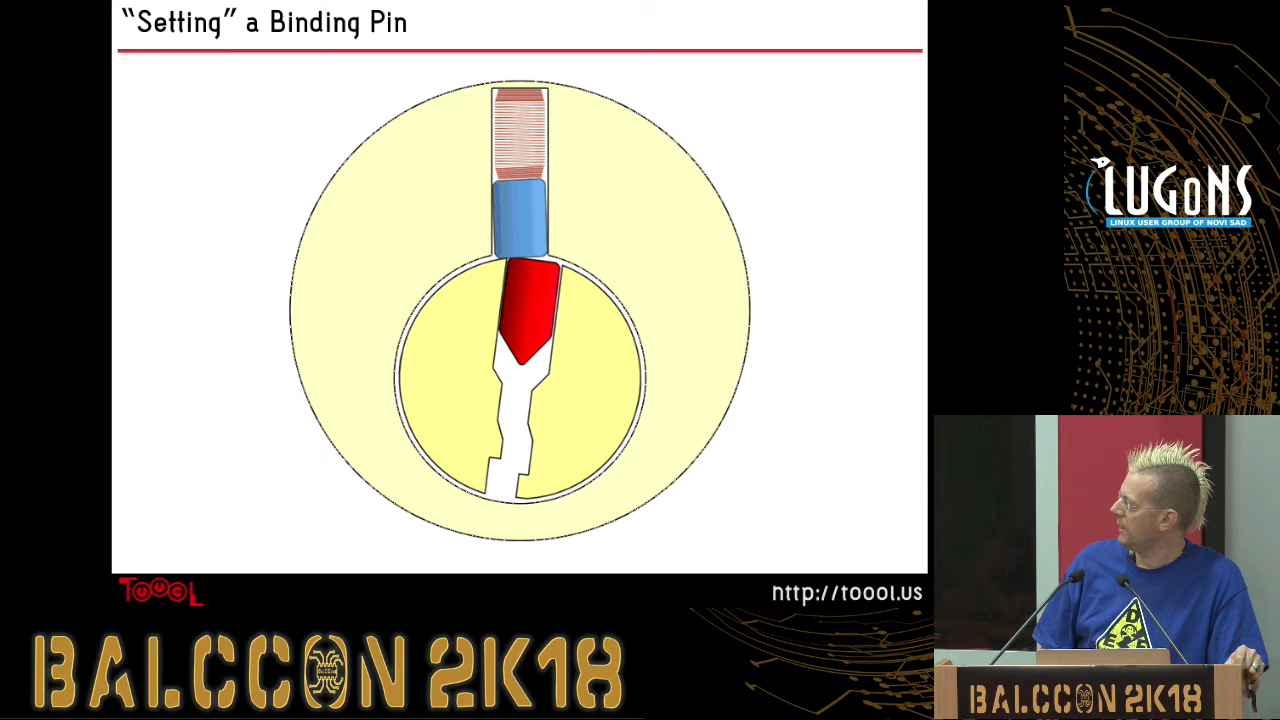 “Setting” a Binding Pin
LUGoNS
LINUX USER GROUP OF NOVI SAD
TOOOL
http://toool.us
BALCCON 2K18
BALCCON 2K18